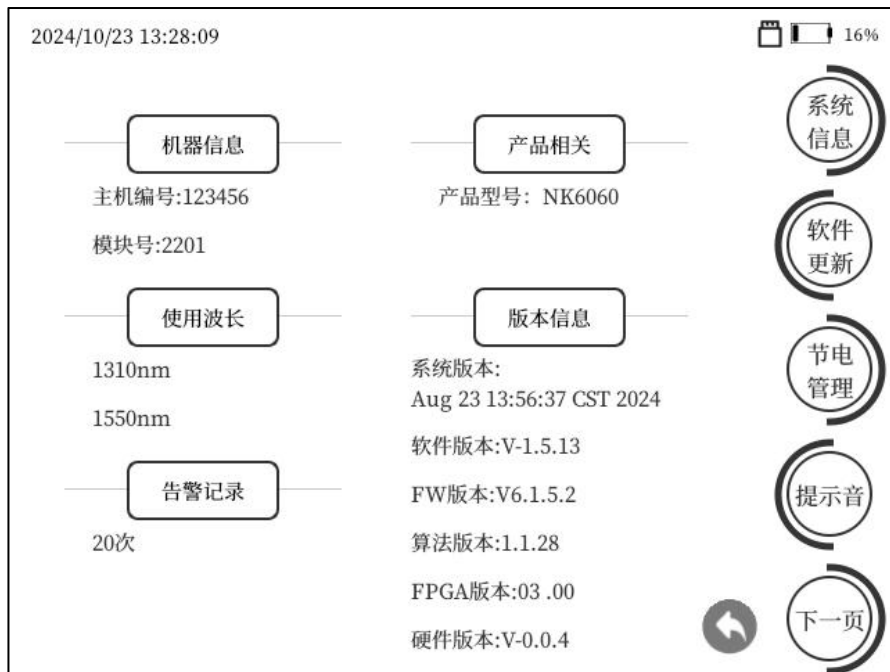 2024/10/23 13:28:09
16%
机器信息
主机编号:123456
模块号:2201
使用波长
1310nm
1550nm
告警记录
20次
产品相关
产品型号：NK6060
版本信息
系统版本:
Aug 23 13:56:37 CST 2024
软件版本:V-1.5.13
FW版本:V6.1.5.2
算法版本:1.1.28
FPGA版本:03 .00
硬件版本:V-0.0.4
系统
信息
软件
更新
节电
管理
提示音
下一页